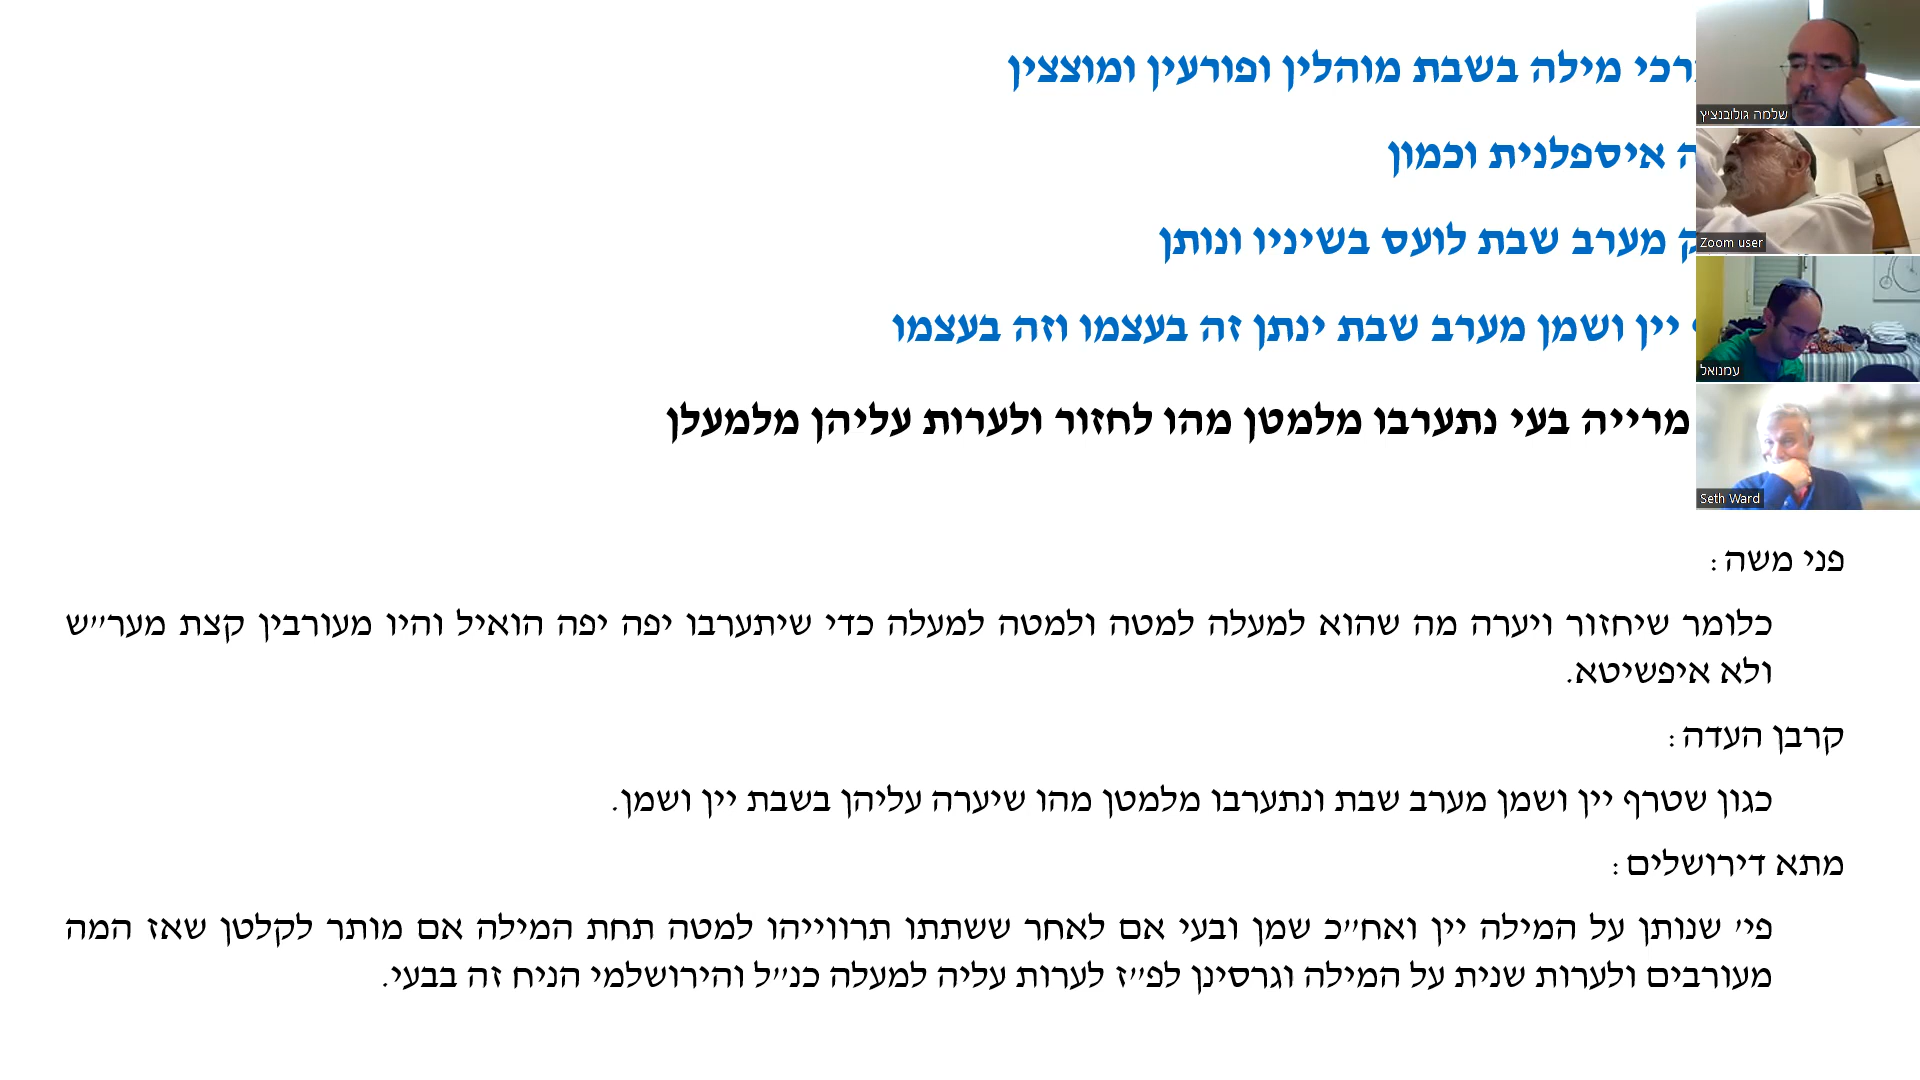 מילה בשבת מוהלין ופורעין ומוצצין
איספלנית וכמון
מערב שבת לועס בשיניו ונותן
יין ושמן מערב שבת ינתן זה בעצמו וזה בעצמו
מרייה בעי נתערבו מלמטן מהו לחזור ולערות עליהן מלמעלן
פני משה:
כלומר שיחזור ויערה מה שהוא למעלה למטה ולמטה למעלה כדי שיתערבו יפה יפה הואיל והיו מעורבין קצת מער״ש
ולא איפשיטא.
קרבן העדה:
כגון שטרף יין ושמן מערב שבת ונתערבו מלמטן מהו שיערה עליהן בשבת יין ושמן.
מתא דירושלים:
פי׳ שנותן על המילה יין ואח״כ שמן ובעי אם לאחר ששתתו תרווייהו למטה תחת המילה אם מותר לקלטן שאז המה
מעורבים ולערות שנית על המילה וגרסינן לפ״ז לערות עליה למעלה כנ״ל והירושלמי הניח זה בבעי.
שלמה גולובנציץ
Zoom user
עמנואל
Seth Ward